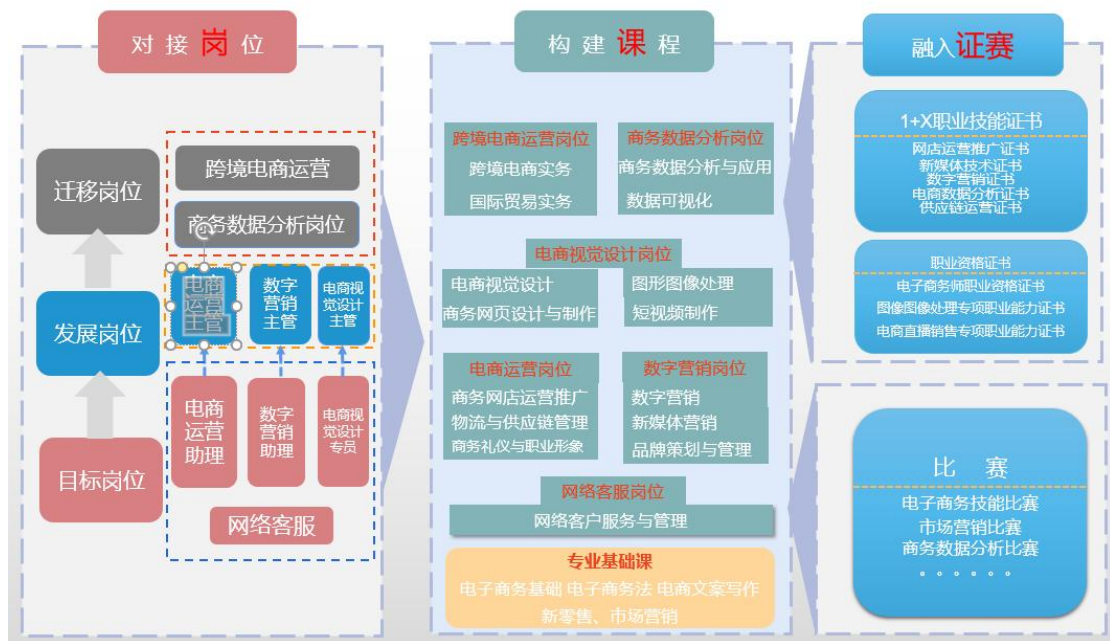 对接岗位
迁移岗位
跨境电商运营
商务数据分析岗位
发展岗位
电商
运营
主管
数字
营销
主管
电商视
觉设计
主管
目标岗位
电商
运营
助理
数字
营销
助理
电商视
觉设计
专员
网络客服
构建课程
跨境电商运营岗位
跨境电商实务
国际贸易实务
商务数据分析岗位
商务数据分析与应用
数据可视化
电商视觉设计岗位
电商视觉设计
商务网页设计与制作
图形图像处理
短视频制作
电商运营岗位
商务网店运营推广
物流与供应链管理
商务礼仪与职业形象
数字营销岗位
数字营销
新媒体营销
品牌策划与管理
网络客服岗位
网络客户服务与管理
专业基础课
电子商务基础 电子商务法 电商文案写作
新零售、市场营销
融入证赛
1+X职业技能证书
网店运营推广证书
新媒体技术证书
数字营销证书
电商数据分析证书
供应链运营证书
职业资格证书
电子商务师职业资格证书
图像图像处理专项职业能力证书
电商直播销售专项职业能力证书
比 赛
电子商务技能比赛
市场营销比赛
商务数据分析比赛
。。。。。。